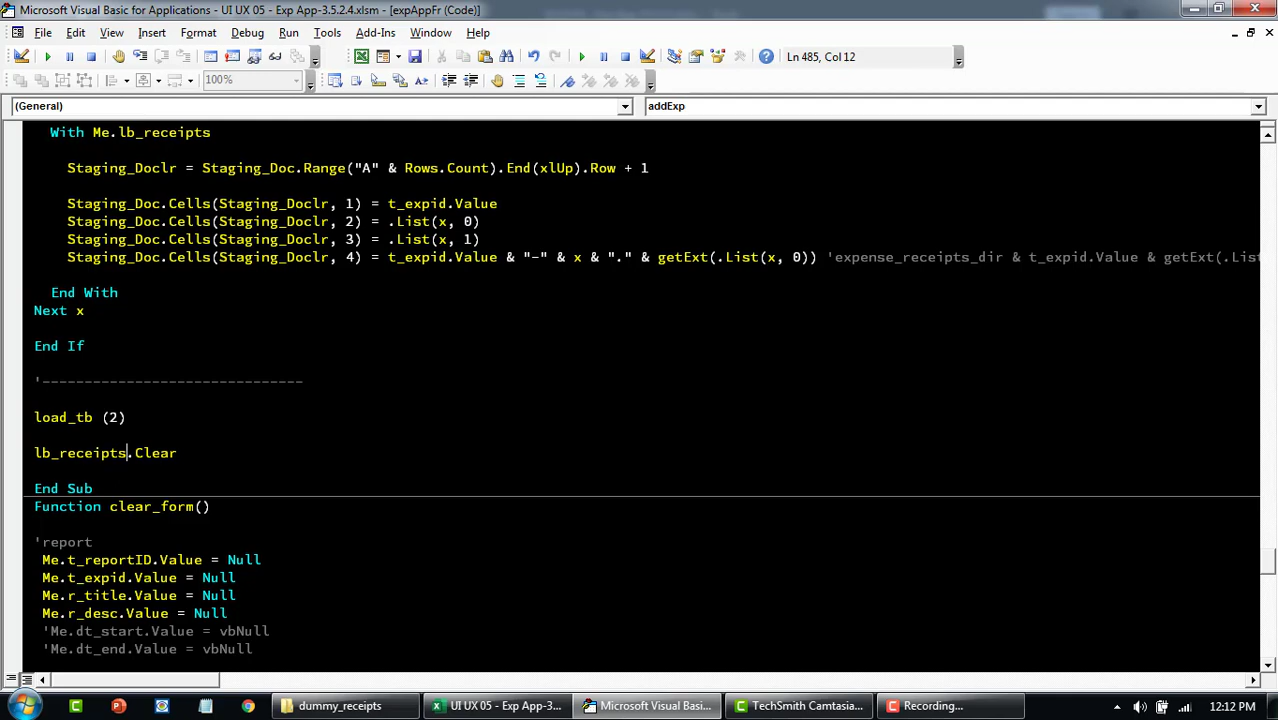 Microsoft Visual Basic for Applications - UI UX 05 - Exp App-3.5.2.4.xlsm - [expAppFr (Code)]
File Edit View Insert Format Debug Run Tools Add-Ins Window Help
Ln 485, Col 12
100%
(General) addExp
With Me.lb_receipts
Staging_Doclr = Staging_Doc.Range("A" & Rows.Count).End(xlUp).Row + 1
Staging_Doc.Cells(Staging_Doclr, 1) = t_expid.Value
Staging_Doc.Cells(Staging_Doclr, 2) = .List(x, 0)
Staging_Doc.Cells(Staging_Doclr, 3) = .List(x, 1)
Staging_Doc.Cells(Staging_Doclr, 4) = t_expid.Value & "-" & x & "." & getExt(.List(x, 0)) 'expense_receipts_dir & t_expid.Value & getExt(.List
End With
Next x
End If
'-------------------------------
load_tb (2)
lb_receipts.Clear
End Sub
Function clear_form()
'report
Me.t_reportID.Value = Null
Me.t_expid.Value = Null
Me.r_title.Value = Null
Me.r_desc.Value = Null
'Me.dt_start.Value = vbNull
'Me.dt_end.Value = vbNull
dummy_receipts UI UX 05 - Exp App-3... Microsoft Visual Basi... TechSmith Camtasia... Recording... 12:12 PM